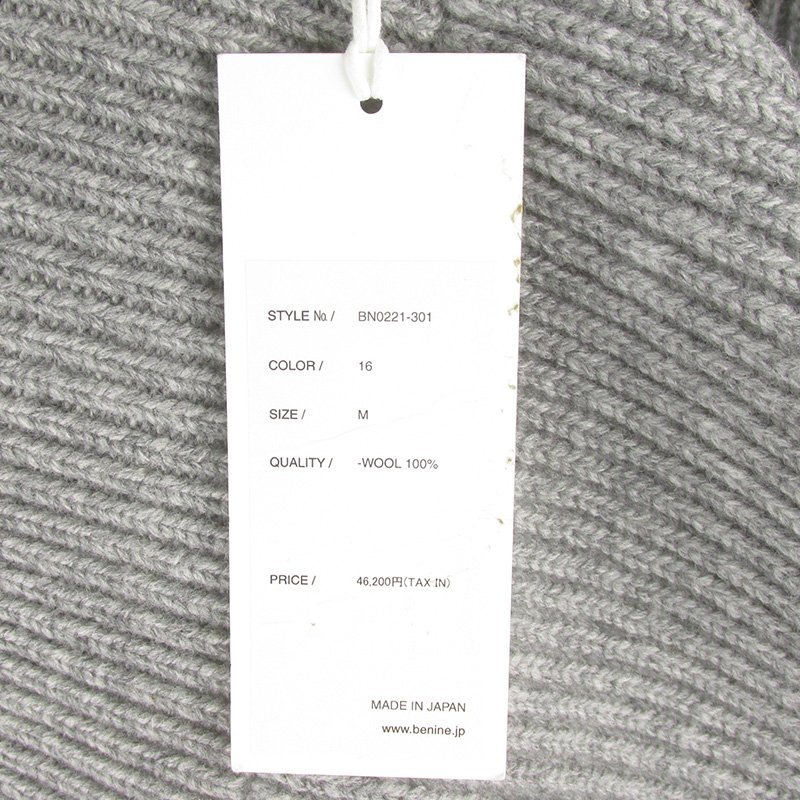 STYLE №/ BN0221-301
COLOR/ 16
SIZE/ M
QUALITY/ -WOOL 100%
PRICE/ 46,200円(TAX IN)
MADE IN JAPAN
www.benine.jp